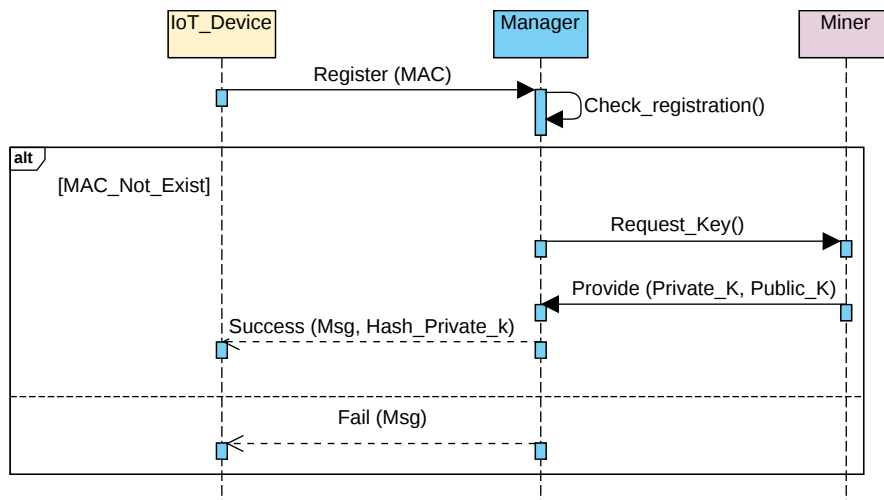 IoT_Device
Manager
Miner
Register (MAC)
Check_registration()
alt
[MAC_Not_Exist]
Request_Key()
Provide (Private_K, Public_K)
Success (Msg, Hash_Private_k)
Fail (Msg)